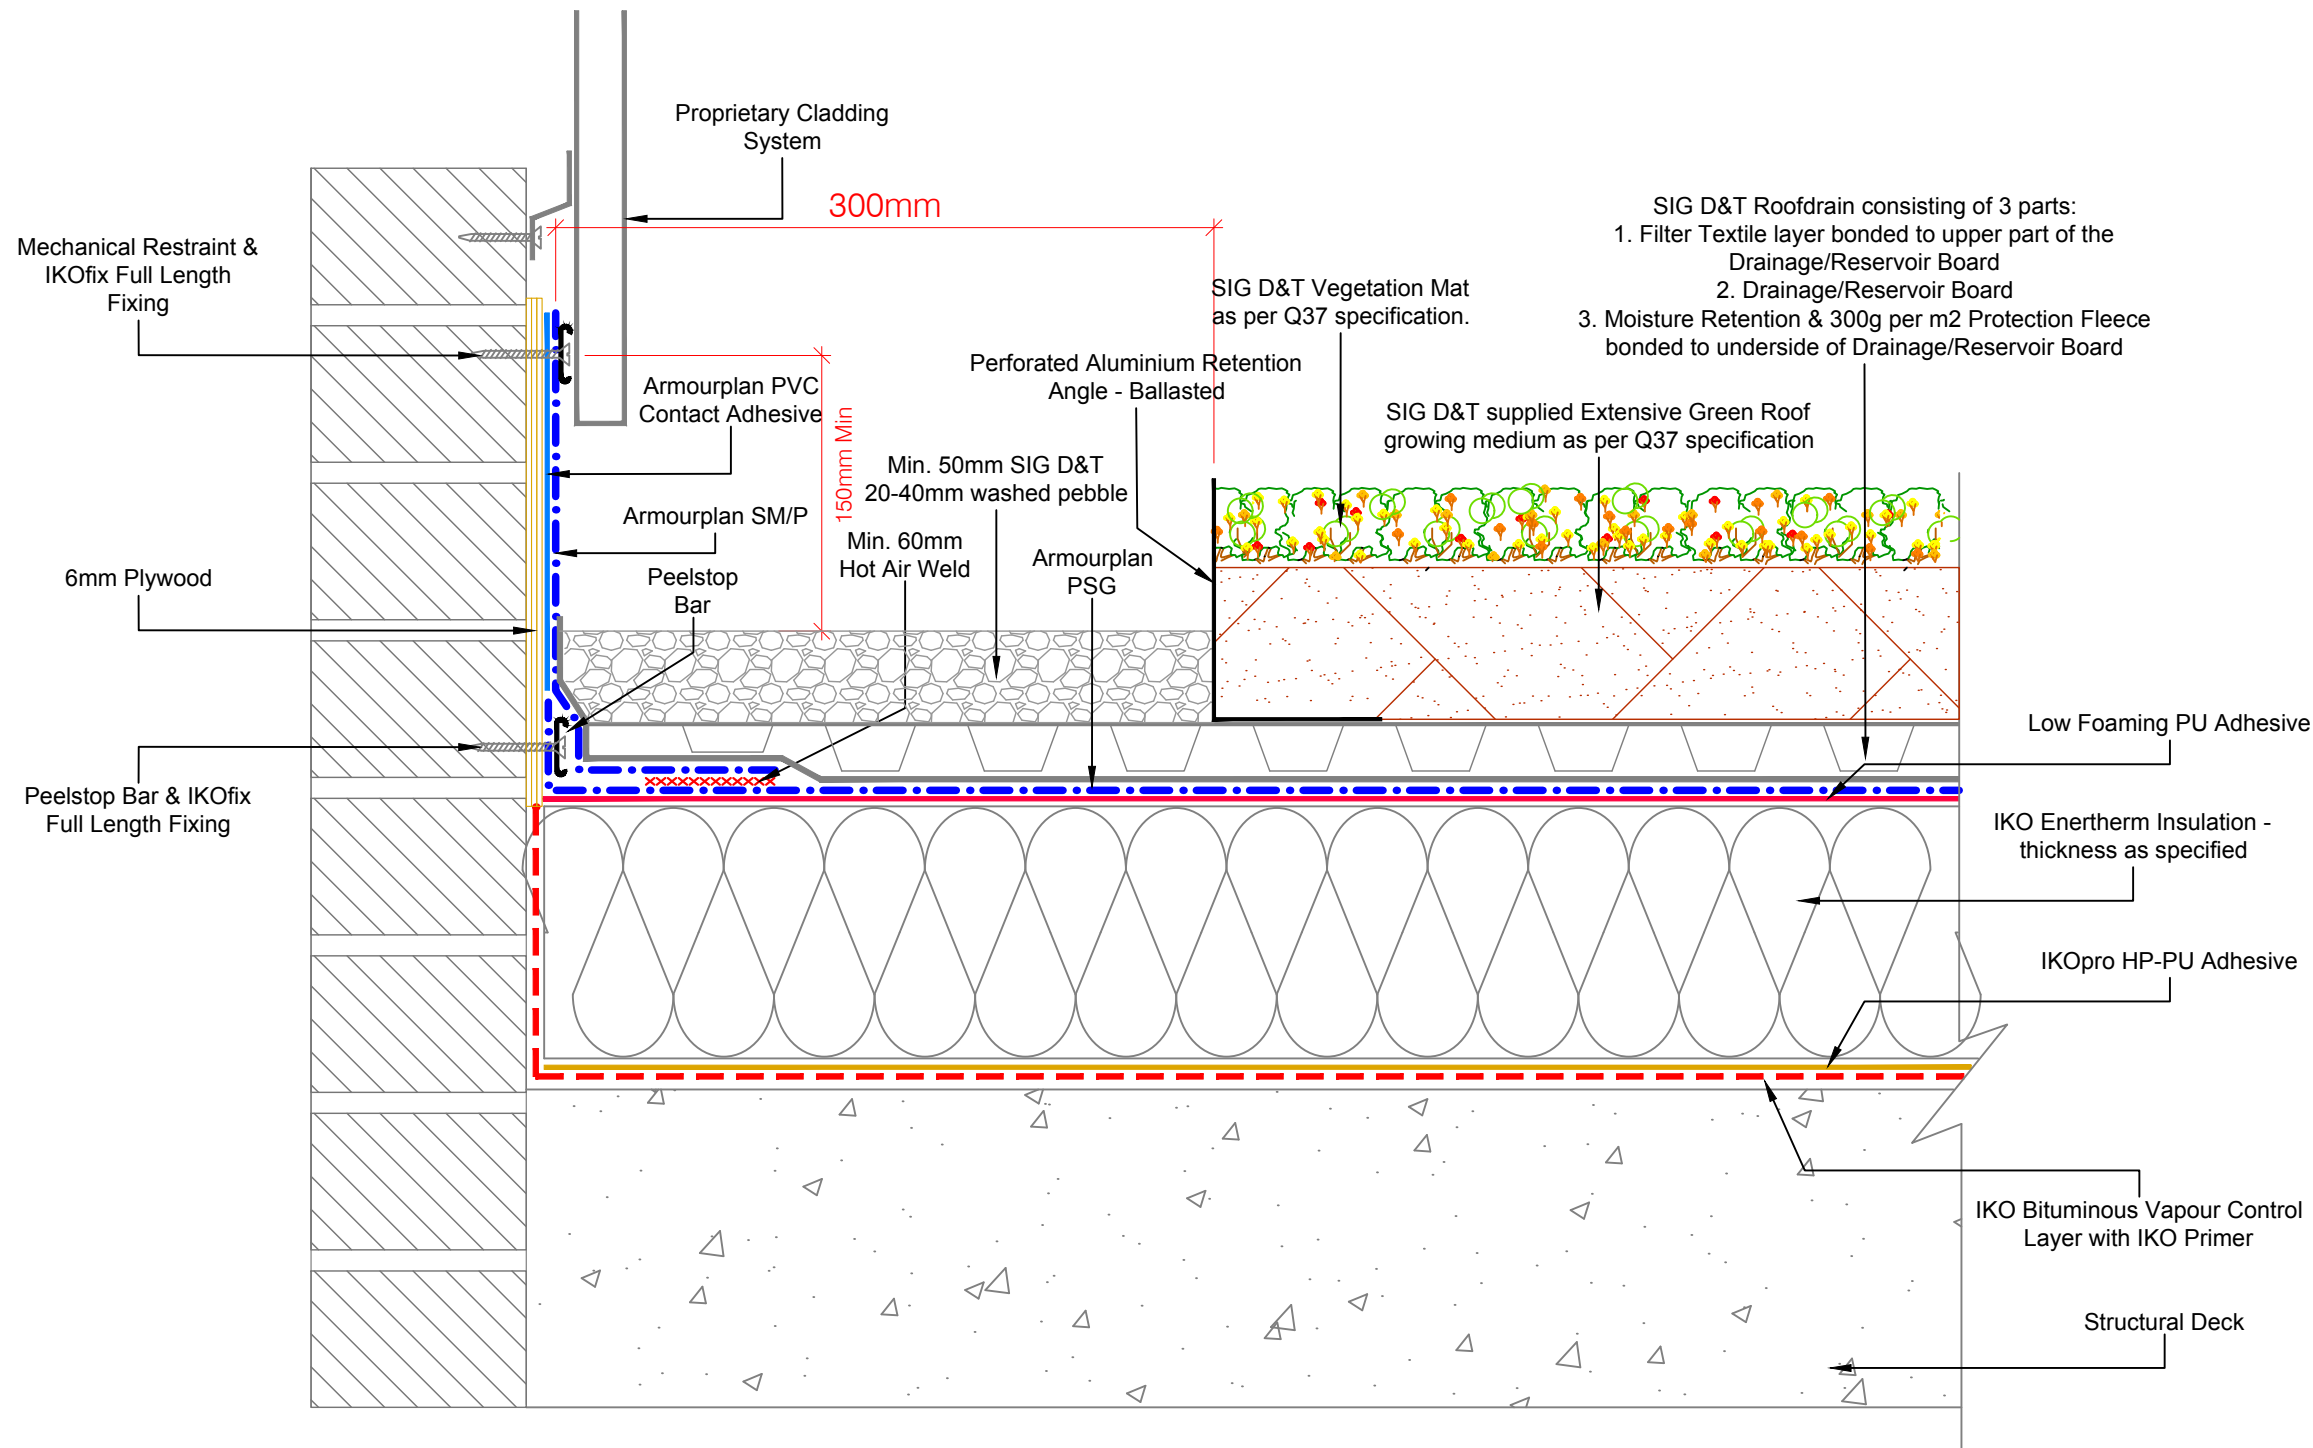 Proprietary Cladding
System
300mm
SIG D&T Roofdrain consisting of 3 parts:
1. Filter Textile layer bonded to upper part of the
Drainage/Reservoir Board
2. Drainage/Reservoir Board
3. Moisture Retention & 300g per m2 Protection Fleece
bonded to underside of Drainage/Reservoir Board
Mechanical Restraint &
IKOfix Full Length
Fixing
SIG D&T Vegetation Mat
as per Q37 specification.
Perforated Aluminium Retention
Angle - Ballasted
Armourplan PVC
Contact Adhesive
150mm Min
SIG D&T supplied Extensive Green Roof
growing medium as per Q37 specification
Min. 50mm SIG D&T
20-40mm washed pebble
Armourplan SM/P
Min. 60mm
Hot Air Weld
Armourplan
PSG
6mm Plywood
Peelstop
Bar
Low Foaming PU Adhesive
Peelstop Bar & IKOfix
Full Length Fixing
IKO Enertherm Insulation -
thickness as specified
IKOpro HP-PU Adhesive
IKO Bituminous Vapour Control
Layer with IKO Primer
Structural Deck